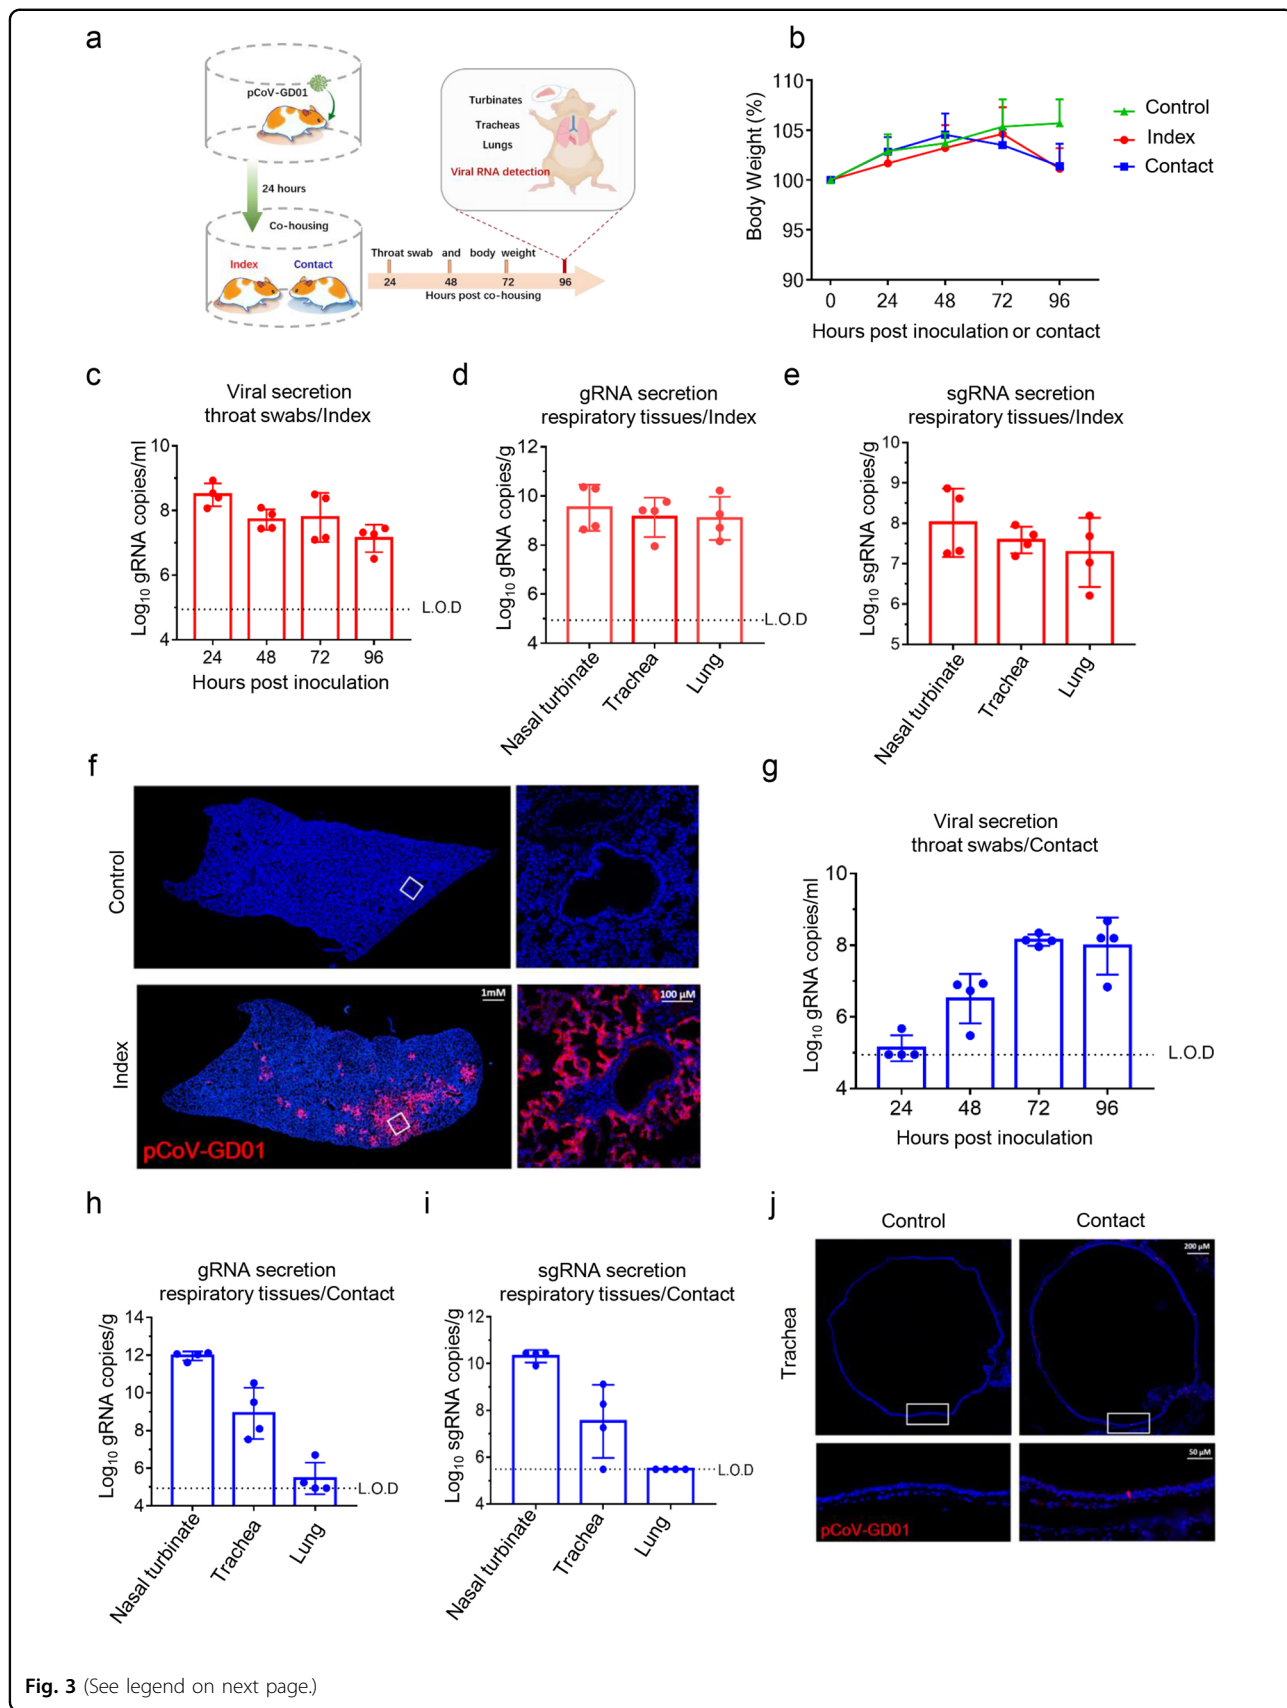 a
pCoV-GD01
24 hours
Co-housing
Index
Contact
Turbinates
Tracheas
Lungs
Viral RNA detection
Throat swab and body weight
24
48
72
96
Hours post co-housing
b
Body Weight (%)
110
105
100
95
90
0
24
48
72
96
Hours post inoculation or contact
Control
Index
Contact
c
Viral secretion
throat swabs/Index
Log10 gRNA copies/ml
10
8
6
4
L.O.D
24
48
72
96
Hours post inoculation
d
gRNA secretion
respiratory tissues/Index
Log10 gRNA copies/g
12
10
8
6
4
L.O.D
Nasal turbinate
Trachea
Lung
e
sgRNA secretion
respiratory tissues/Index
Log10 sgRNA copies/g
10
9
8
7
6
5
Nasal turbinate
Trachea
Lung
f
Control
Index
1mM
100 µM
pCoV-GD01
g
Viral secretion
throat swabs/Contact
Log10 gRNA copies/ml
10
8
6
4
L.O.D
24
48
72
96
Hours post inoculation
h
gRNA secretion
respiratory tissues/Contact
Log10 gRNA copies/g
14
12
10
8
6
4
L.O.D
Nasal turbinate
Trachea
Lung
i
sgRNA secretion
respiratory tissues/Contact
Log10 sgRNA copies/g
12
10
8
6
4
L.O.D
Nasal turbinate
Trachea
Lung
j
Control
Contact
Trachea
200 µM
50 µM
pCoV-GD01
Fig. 3 (See legend on next page.)